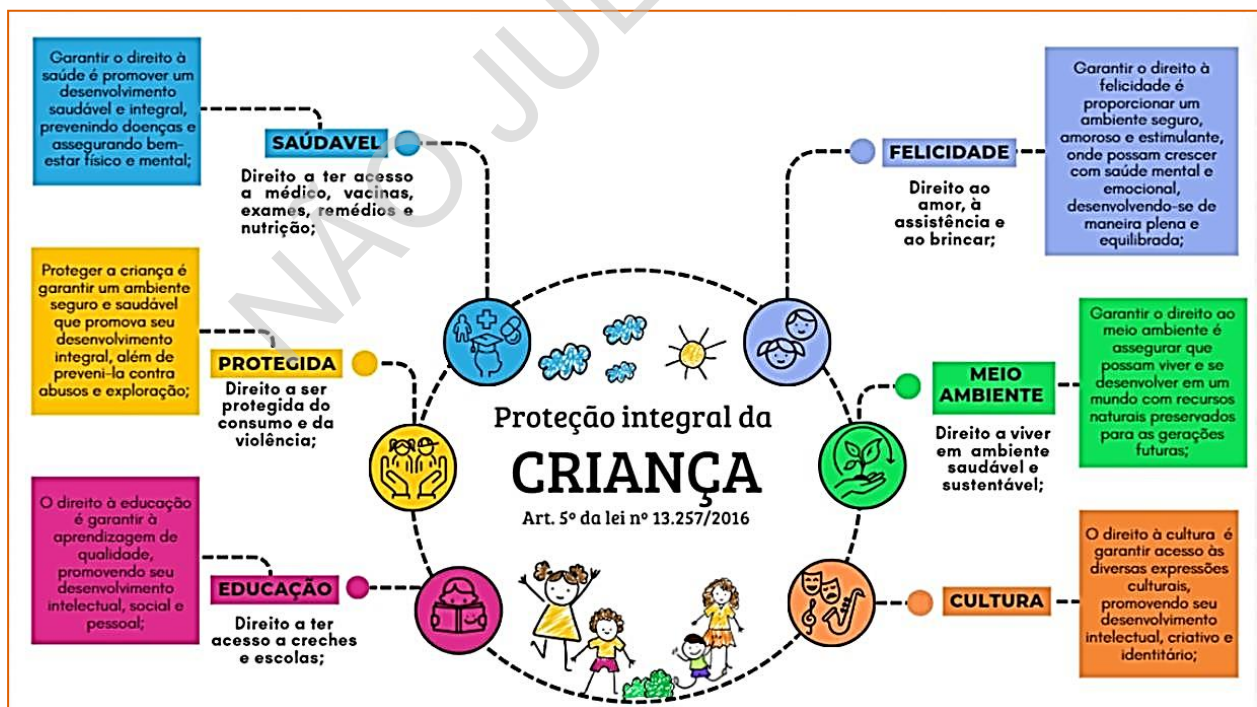 NÃO JUL
Garantir o direito à
saúde é promover um
desenvolvimento
saudável e integral,
prevenindo doenças e
assegurando bem-
estar físico e mental;
SAÚDAVEL
Direito a ter acesso
a médico, vacinas,
exames, remédios e
nutrição;
Proteger a criança é
garantir um ambiente
seguro e saudável
que promova seu
desenvolvimento
integral, além de
preveni-la contra
abusos e exploração;
PROTEGIDA
Direito a ser
protegida do
consumo e da
violência;
O direito à educação
é garantir à
aprendizagem de
qualidade,
promovendo seu
desenvolvimento
intelectual, social e
pessoal;
EDUCAÇÃO
Direito a ter
acesso a creches
e escolas;
Proteção integral da
CRIANÇA
Art. 5º da lei nº 13.257/2016
FELICIDADE
Direito ao
amor, à
assistência e
ao brincar;
Garantir o direito à
felicidade é
proporcionar um
ambiente seguro,
amoroso e estimulante,
onde possam crescer
com saúde mental e
emocional,
desenvolvendo-se de
maneira plena e
equilibrada;
MEIO
AMBIENTE
Direito a viver
em ambiente
saudável e
sustentável;
Garantir o direito ao
meio ambiente é
assegurar que
possam viver e se
desenvolver em um
mundo com recursos
naturais preservados
para as gerações
futuras;
CULTURA
O direito à cultura é
garantir acesso às
diversas expressões
culturais,
promovendo seu
desenvolvimento
intelectual, criativo e
identitário;